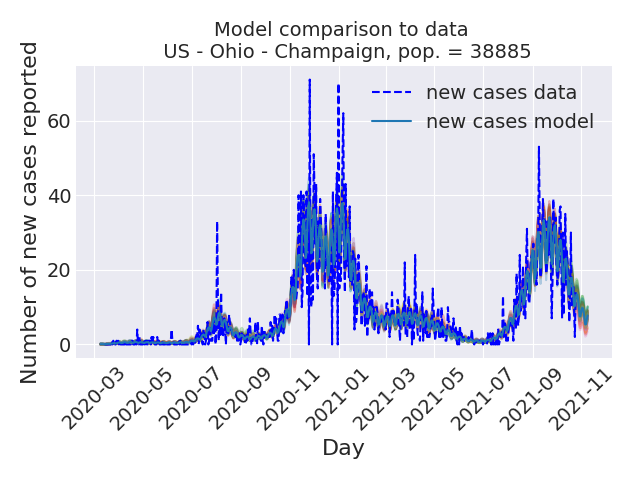 Model comparison to data
US - Ohio - Champaign, pop. = 38885
Number of new cases reported
60
40
20
0
new cases data
new cases model
2020-03
2020-05
2020-07
2020-09
2020-11
2021-01
2021-03
2021-05
2021-07
2021-09
2021-11
Day